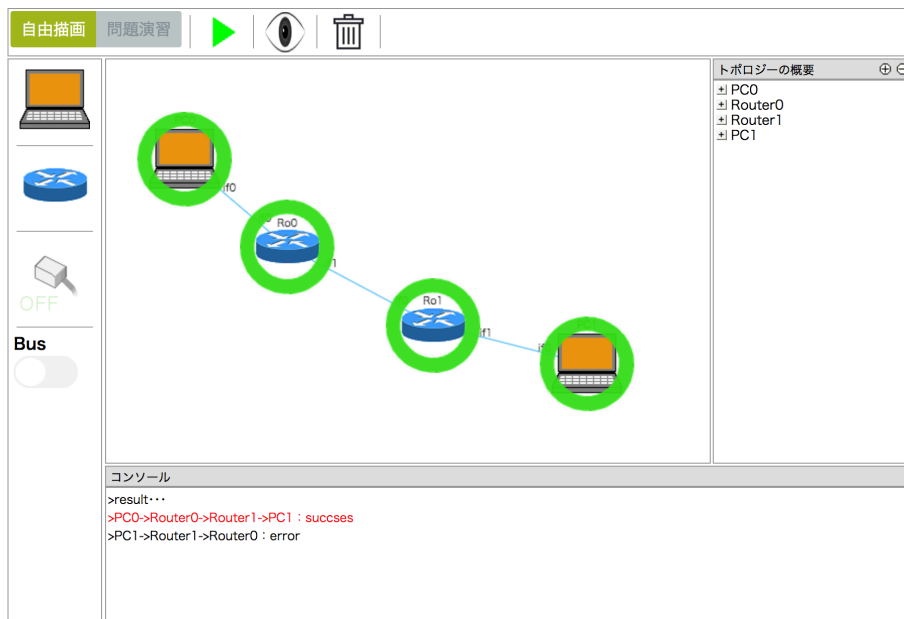 自由描画 問題演習
OFF
Bus
if0
Ro0
Ro1
if1
トポロジーの概要
PC0
Router0
Router1
PC1
コンソール
>result・・・
>PC0->Router0->Router1->PC1：succses
>PC1->Router1->Router0：error